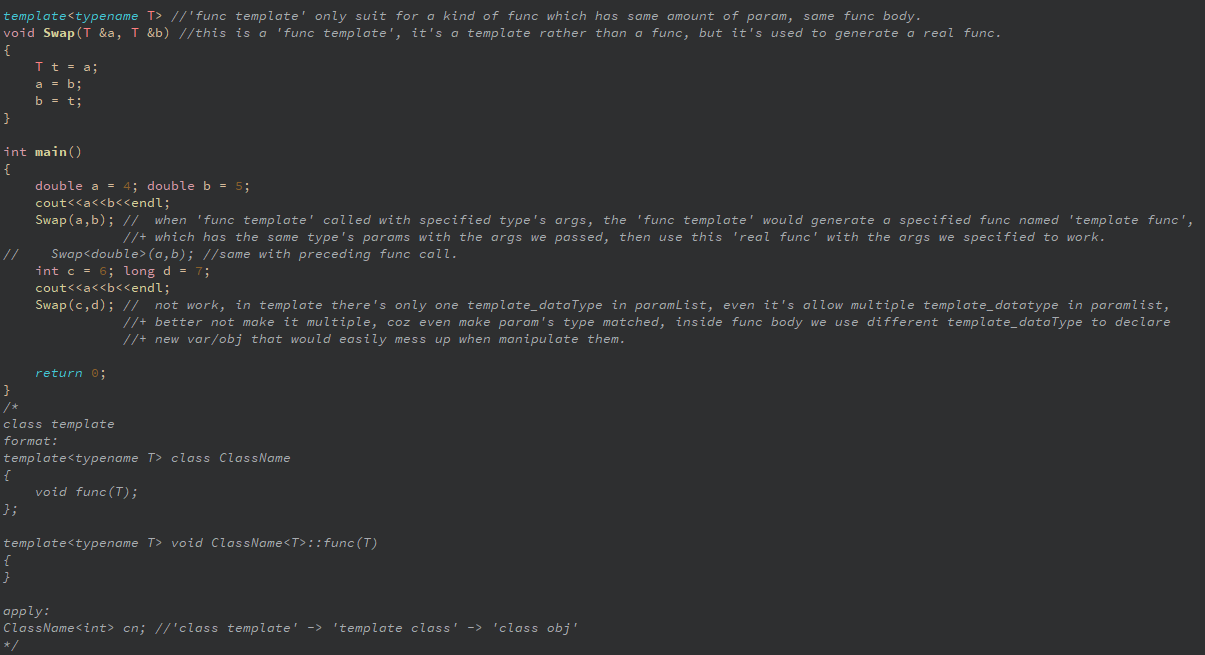 template<typename T> //'func template' only suit for a kind of func which has same amount of param, same func body.
void Swap(T &a, T &b) //this is a 'func template', it's a template rather than a func, but it's used to generate a real func.
{
    T t = a;
    a = b;
    b = t;
}

int main()
{
    double a = 4; double b = 5;
    cout<<a<<b<<endl;
    Swap(a,b); //  when 'func template' called with specified type's args, the 'func template' would generate a specified func named 'template func',
               //+ which has the same type's params with the args we passed, then use this 'real func' with the args we specified to work.
//    Swap<double>(a,b); //same with preceding func call.
    int c = 6; long d = 7;
    cout<<a<<b<<endl;
    Swap(c,d); //  not work, in template there's only one template_dataType in paramList, even it's allow multiple template_datatype in paramlist,
               //+ better not make it multiple, coz even make param's type matched, inside func body we use different template_dataType to declare
               //+ new var/obj that would easily mess up when manipulate them.

    return 0;
}
/*
class template
format:
template<typename T> class ClassName
{
    void func(T);
};

template<typename T> void ClassName<T>::func(T)
{
}

apply:
ClassName<int> cn; //'class template' -> 'template class' -> 'class obj'
*/